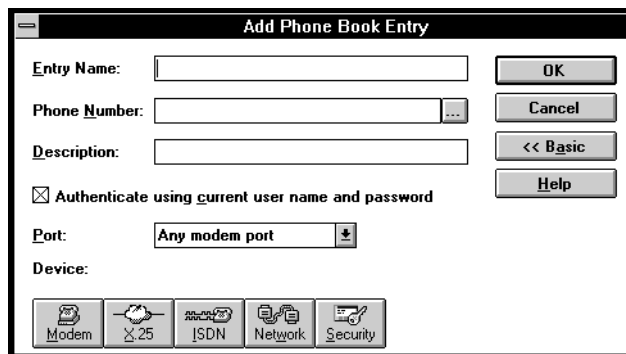 Add Phone Book Entry
Entry Name:
OK
Phone Number:
...
Cancel
Description:
<< Basic
Authenticate using current user name and password
Help
Port:
Any modem port
Device:
Modem
X.25
ISDN
Network
Security